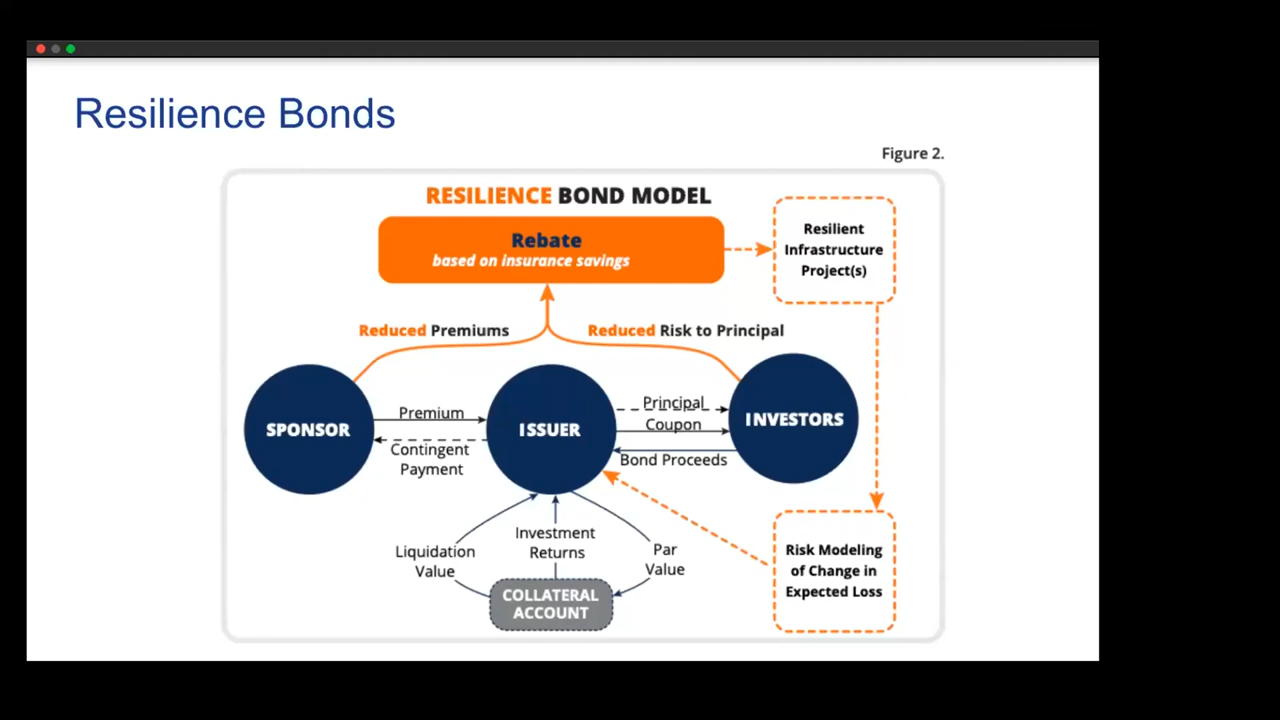 Resilience Bonds
Figure 2.
RESILIENCE BOND MODEL
Rebate
based on insurance savings
Resilient
Infrastructure
Project(s)
Reduced Premiums
Reduced Risk to Principal
SPONSOR
Premium
Contingent
Payment
ISSUER
Principal
Coupon
Bond Proceeds
INVESTORS
Liquidation
Value
Investment
Returns
Par
Value
COLLATERAL
ACCOUNT
Risk Modeling
of Change in
Expected Loss